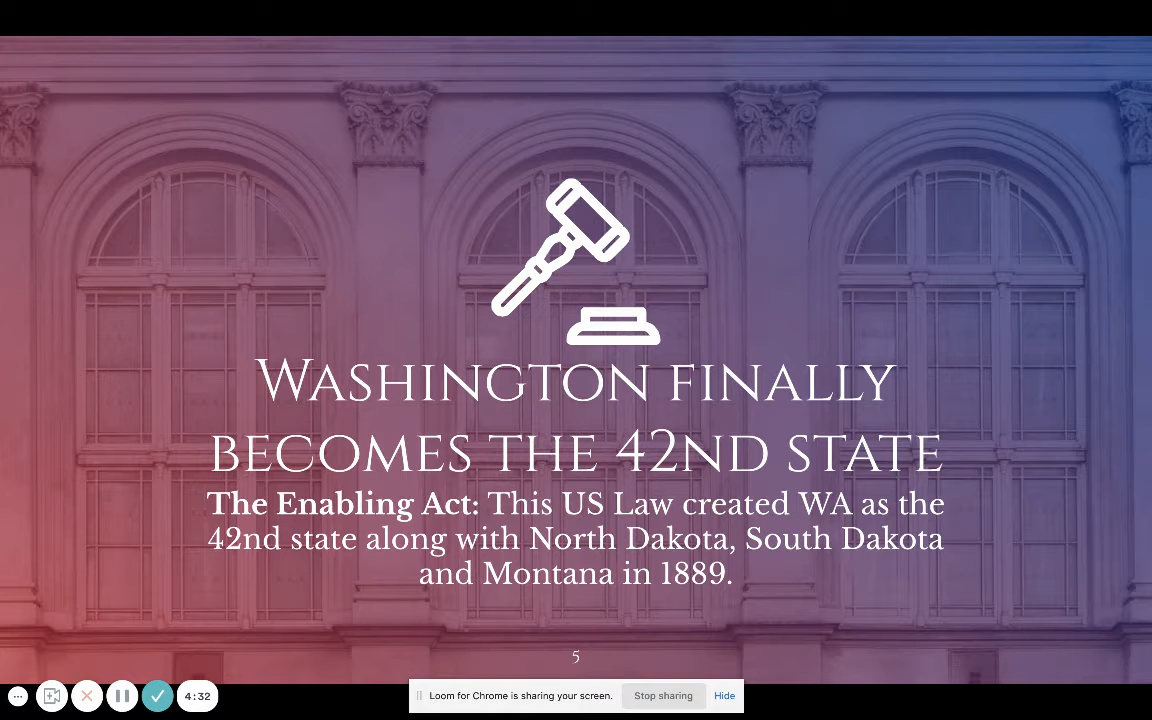 Washington finally
becomes the 42nd state
The Enabling Act: This US Law created WA as the
42nd state along with North Dakota, South Dakota
and Montana in 1889.
5
4:32
Loom for Chrome is sharing your screen. Stop sharing Hide